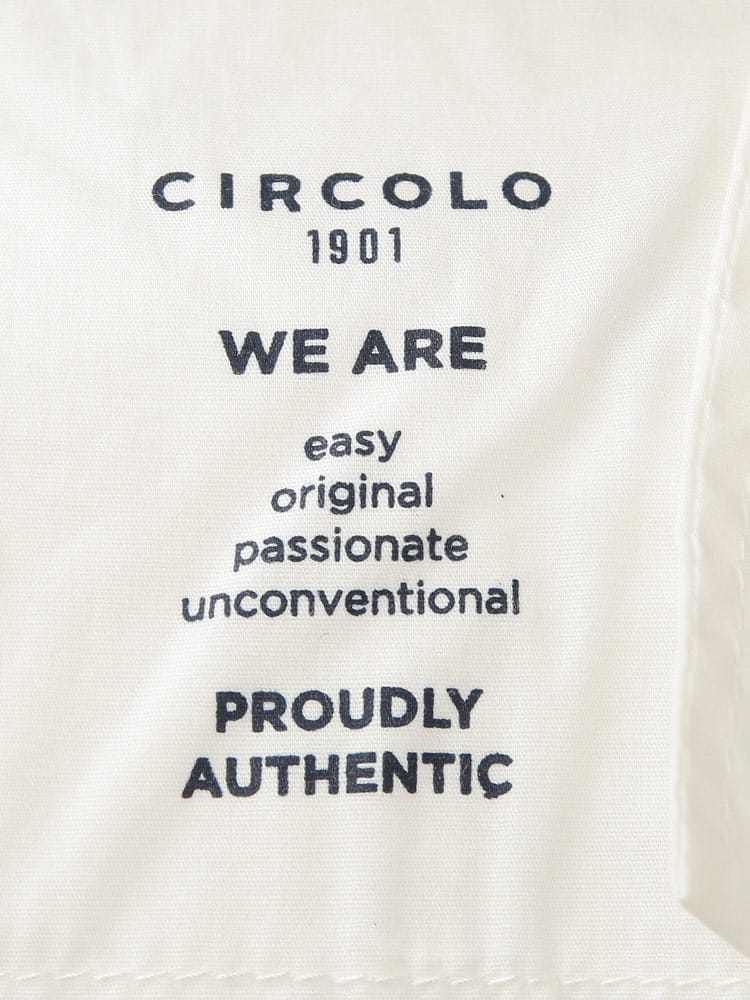 CIRCOLO
1901
WE ARE
easy
original
passionate
unconventional
PROUDLY
AUTHENTIC